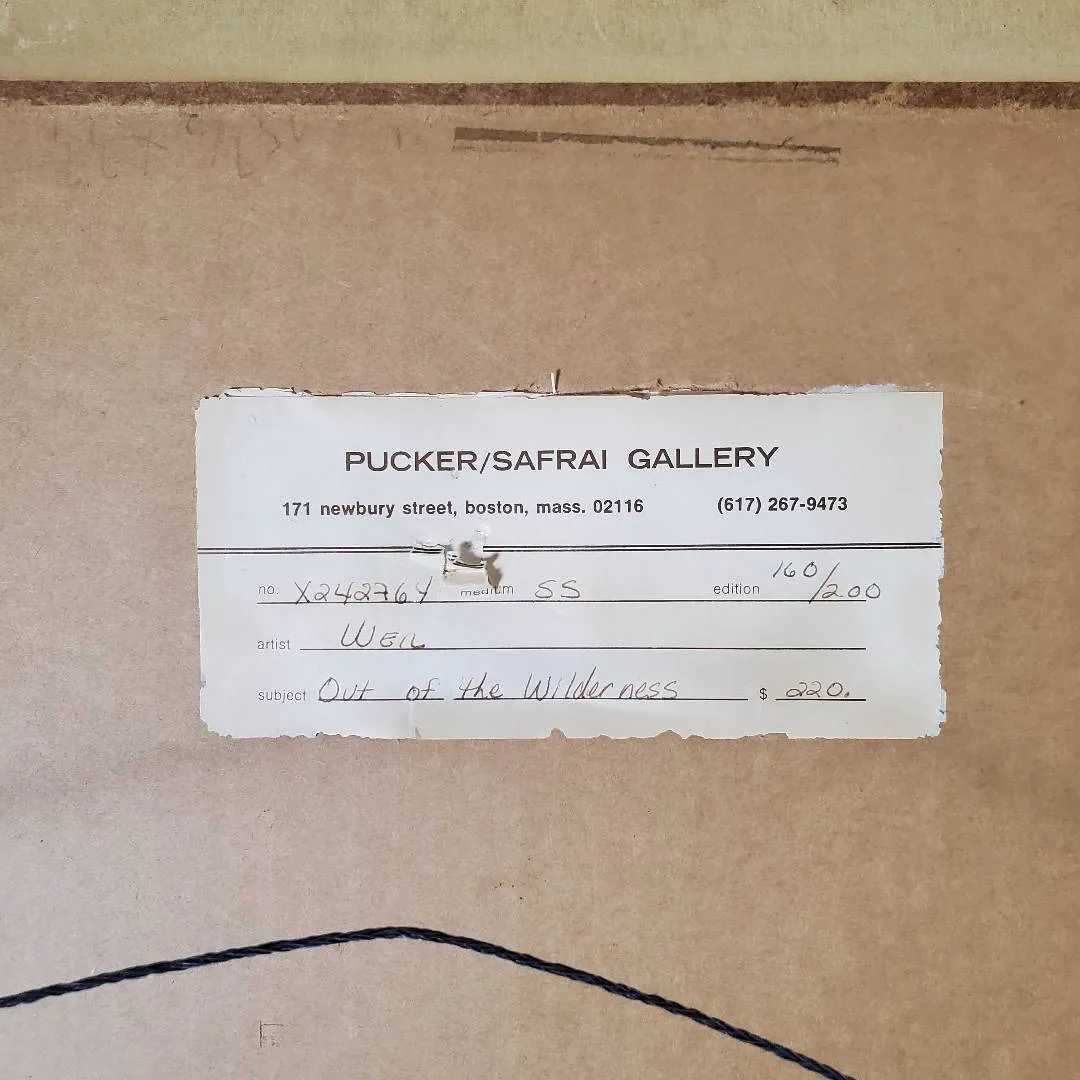 PUCKER/SAFRAI GALLERY
171 newbury street, boston, mass. 02116 (617) 267-9473
no. X242764 medium SS edition 160/200
artist WEIL
subject Out of the Wilderness $ 220.